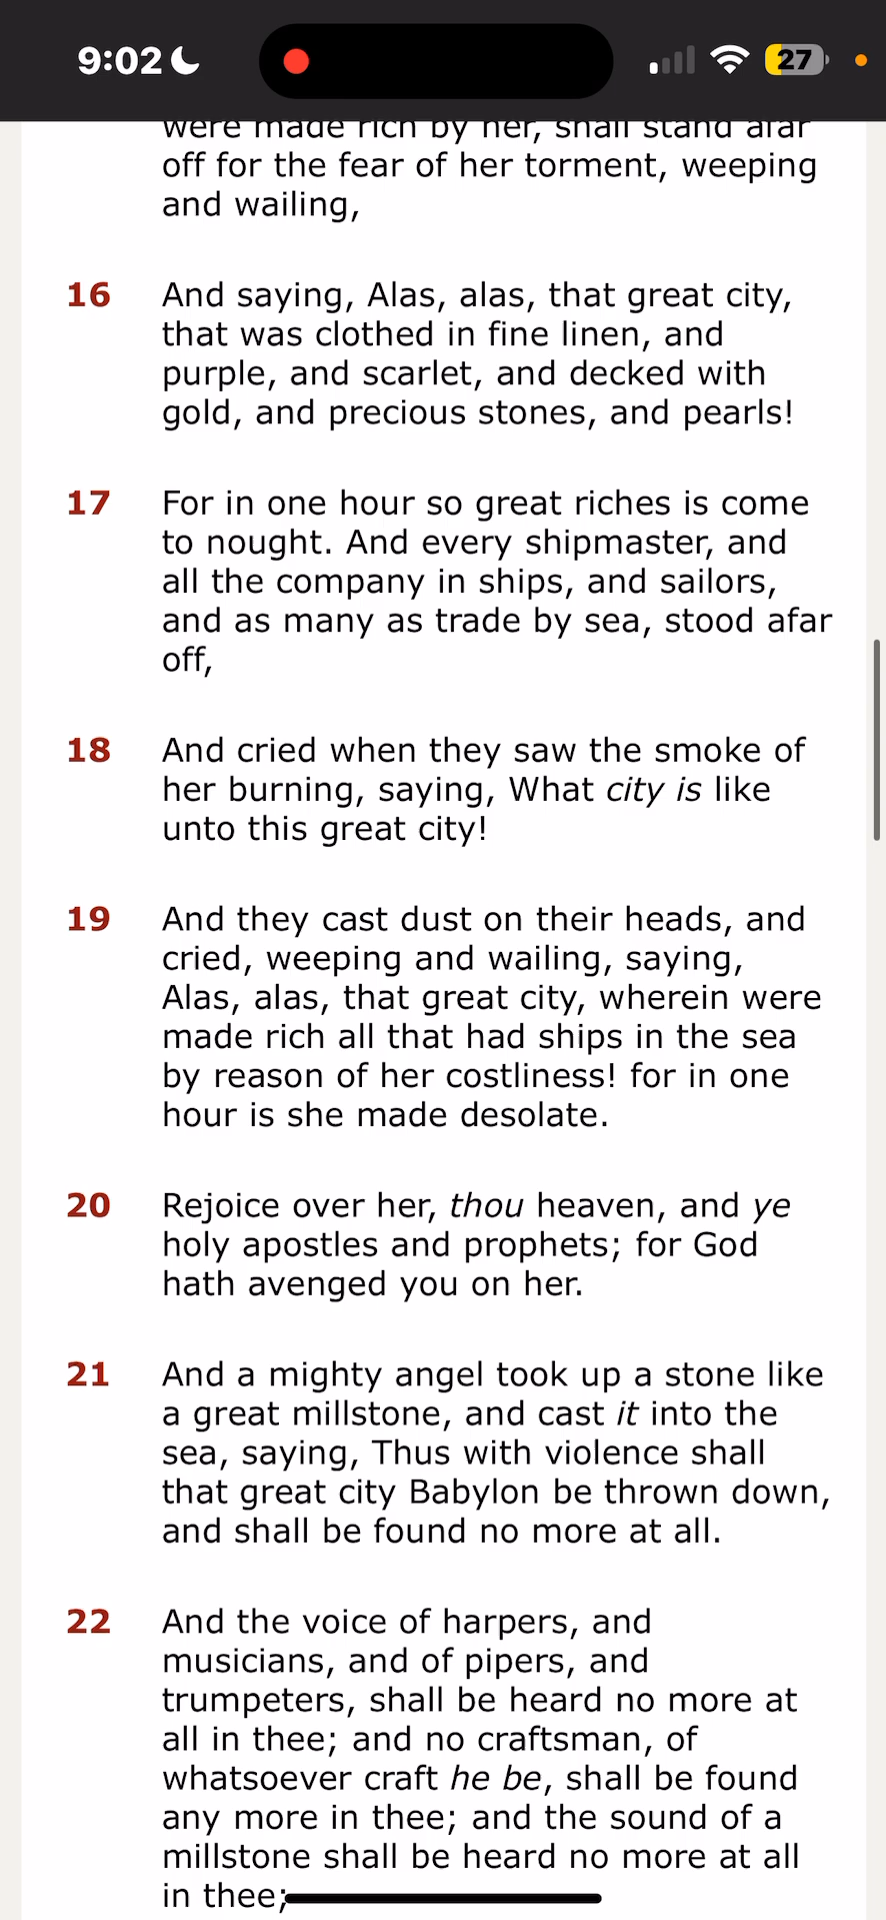 9:02
27
were made rich by her, shall stand afar
off for the fear of her torment, weeping
and wailing,
16 And saying, Alas, alas, that great city,
that was clothed in fine linen, and
purple, and scarlet, and decked with
gold, and precious stones, and pearls!
17 For in one hour so great riches is come
to nought. And every shipmaster, and
all the company in ships, and sailors,
and as many as trade by sea, stood afar
off,
18 And cried when they saw the smoke of
her burning, saying, What city is like
unto this great city!
19 And they cast dust on their heads, and
cried, weeping and wailing, saying,
Alas, alas, that great city, wherein were
made rich all that had ships in the sea
by reason of her costliness! for in one
hour is she made desolate.
20 Rejoice over her, thou heaven, and ye
holy apostles and prophets; for God
hath avenged you on her.
21 And a mighty angel took up a stone like
a great millstone, and cast it into the
sea, saying, Thus with violence shall
that great city Babylon be thrown down,
and shall be found no more at all.
22 And the voice of harpers, and
musicians, and of pipers, and
trumpeters, shall be heard no more at
all in thee; and no craftsman, of
whatsoever craft he be, shall be found
any more in thee; and the sound of a
millstone shall be heard no more at all
in thee;